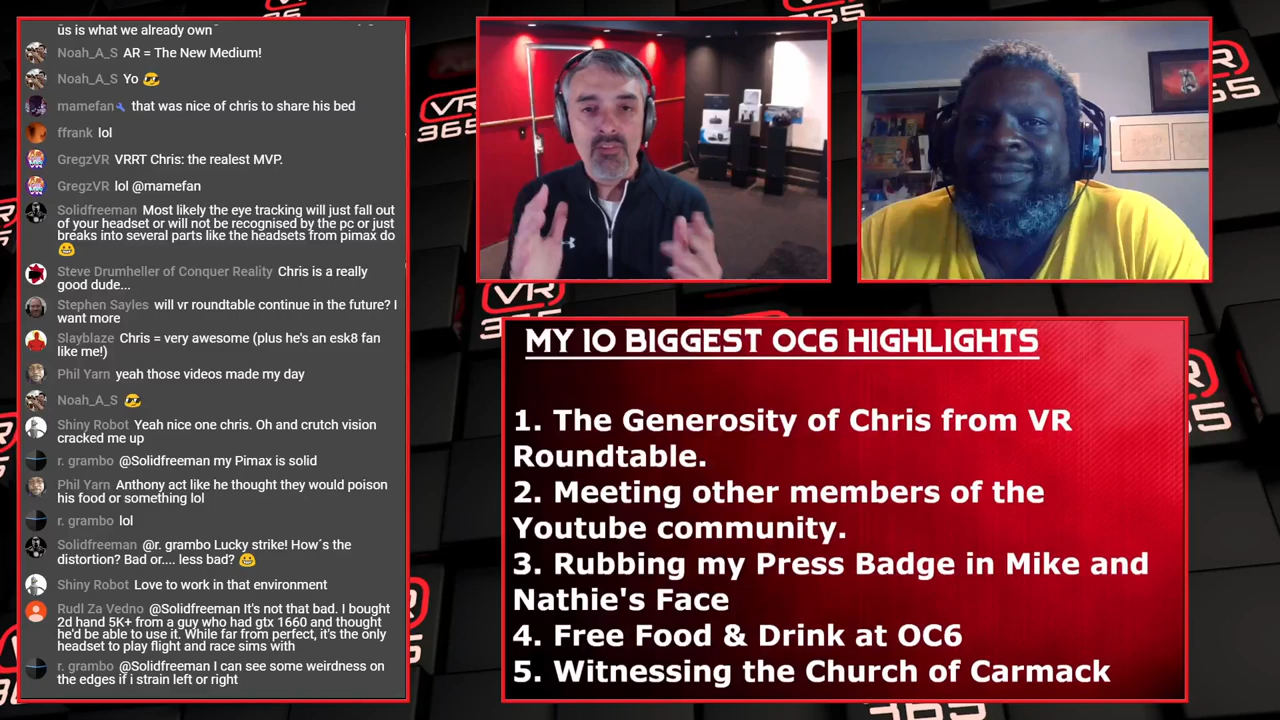 us is what we already own"
Noah_A_S AR = The New Medium!
Noah_A_S Yo
mamefan that was nice of chris to share his bed
ffrank lol
GregzVR VRRT Chris: the realest MVP.
GregzVR lol @mamefan
Solidfreeman Most likely the eye tracking will just fall out
of your headset or will not be recognised by the pc or just
breaks into several parts like the headsets from pimax do
Steve Drumheller of Conquer Reality Chris is a really
good dude...
Stephen Sayles will vr roundtable continue in the future? I
want more
Slayblaze Chris = very awesome (plus he's an esk8 fan
like me!)
Phil Yarn yeah those videos made my day
Noah_A_S
Shiny Robot Yeah nice one chris. Oh and crutch vision
cracked me up
r. grambo @Solidfreeman my Pimax is solid
Phil Yarn Anthony act like he thought they would poison
his food or something lol
r. grambo lol
Solidfreeman @r. grambo Lucky strike! How´s the
distortion? Bad or.... less bad?
Shiny Robot Love to work in that environment
Rudl Za Vedno @Solidfreeman It's not that bad. I bought
2d hand 5K+ from a guy who had gtx 1660 and thought
he'd be able to use it. While far from perfect, it's the only
headset to play flight and race sims with
r. grambo @Solidfreeman I can see some weirdness on
the edges if i strain left or right
VR
365
VR
365
MY 10 BIGGEST OC6 HIGHLIGHTS
1. The Generosity of Chris from VR
Roundtable.
2. Meeting other members of the
Youtube community.
3. Rubbing my Press Badge in Mike and
Nathie's Face
4. Free Food & Drink at OC6
5. Witnessing the Church of Carmack